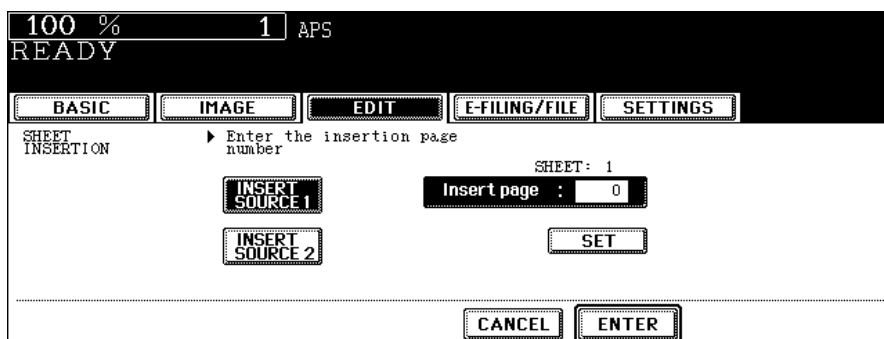 100 % 1 APS
READY
BASIC IMAGE EDIT E-FILING/FILE SETTINGS
SHEET INSERTION
Enter the insertion page
number
SHEET: 1
INSERT SOURCE 1
Insert page : 0
INSERT SOURCE 2
SET
CANCEL ENTER